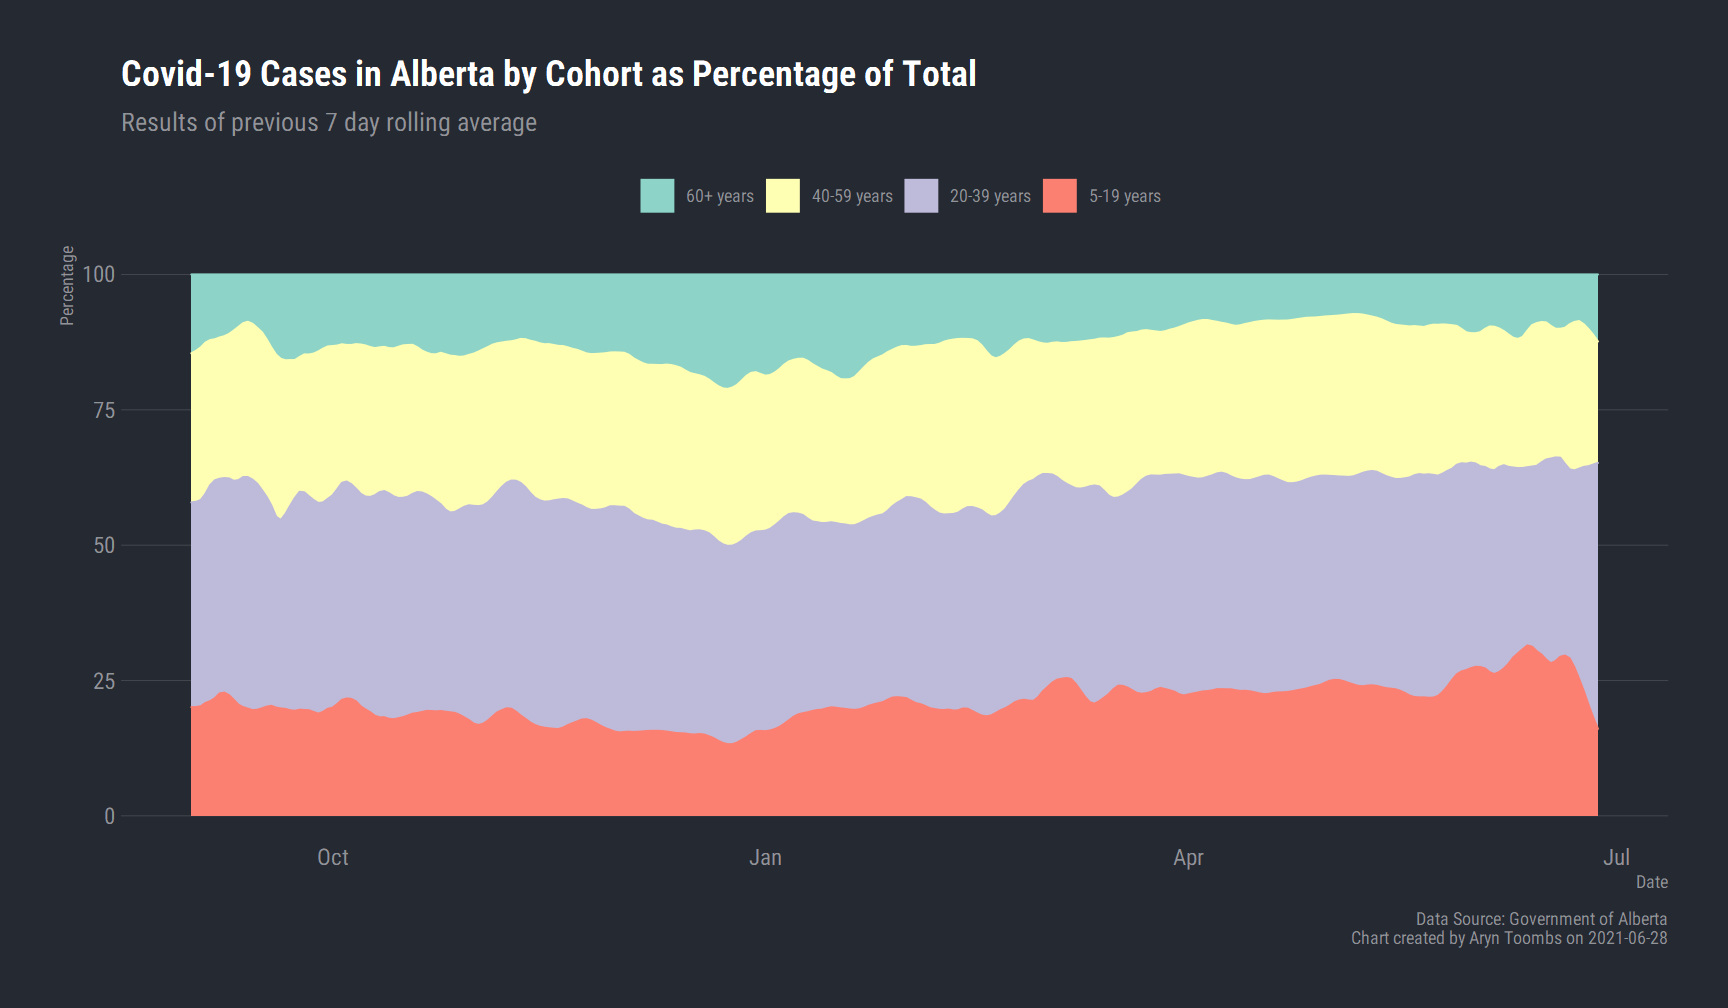 Covid-19 Cases in Alberta by Cohort as Percentage of Total
Results of previous 7 day rolling average
60+ years 40-59 years 20-39 years 5-19 years
Percentage
100
75
50
25
0
Oct Jan Apr Jul
Date
Data Source: Government of Alberta
Chart created by Aryn Toombs on 2021-06-28